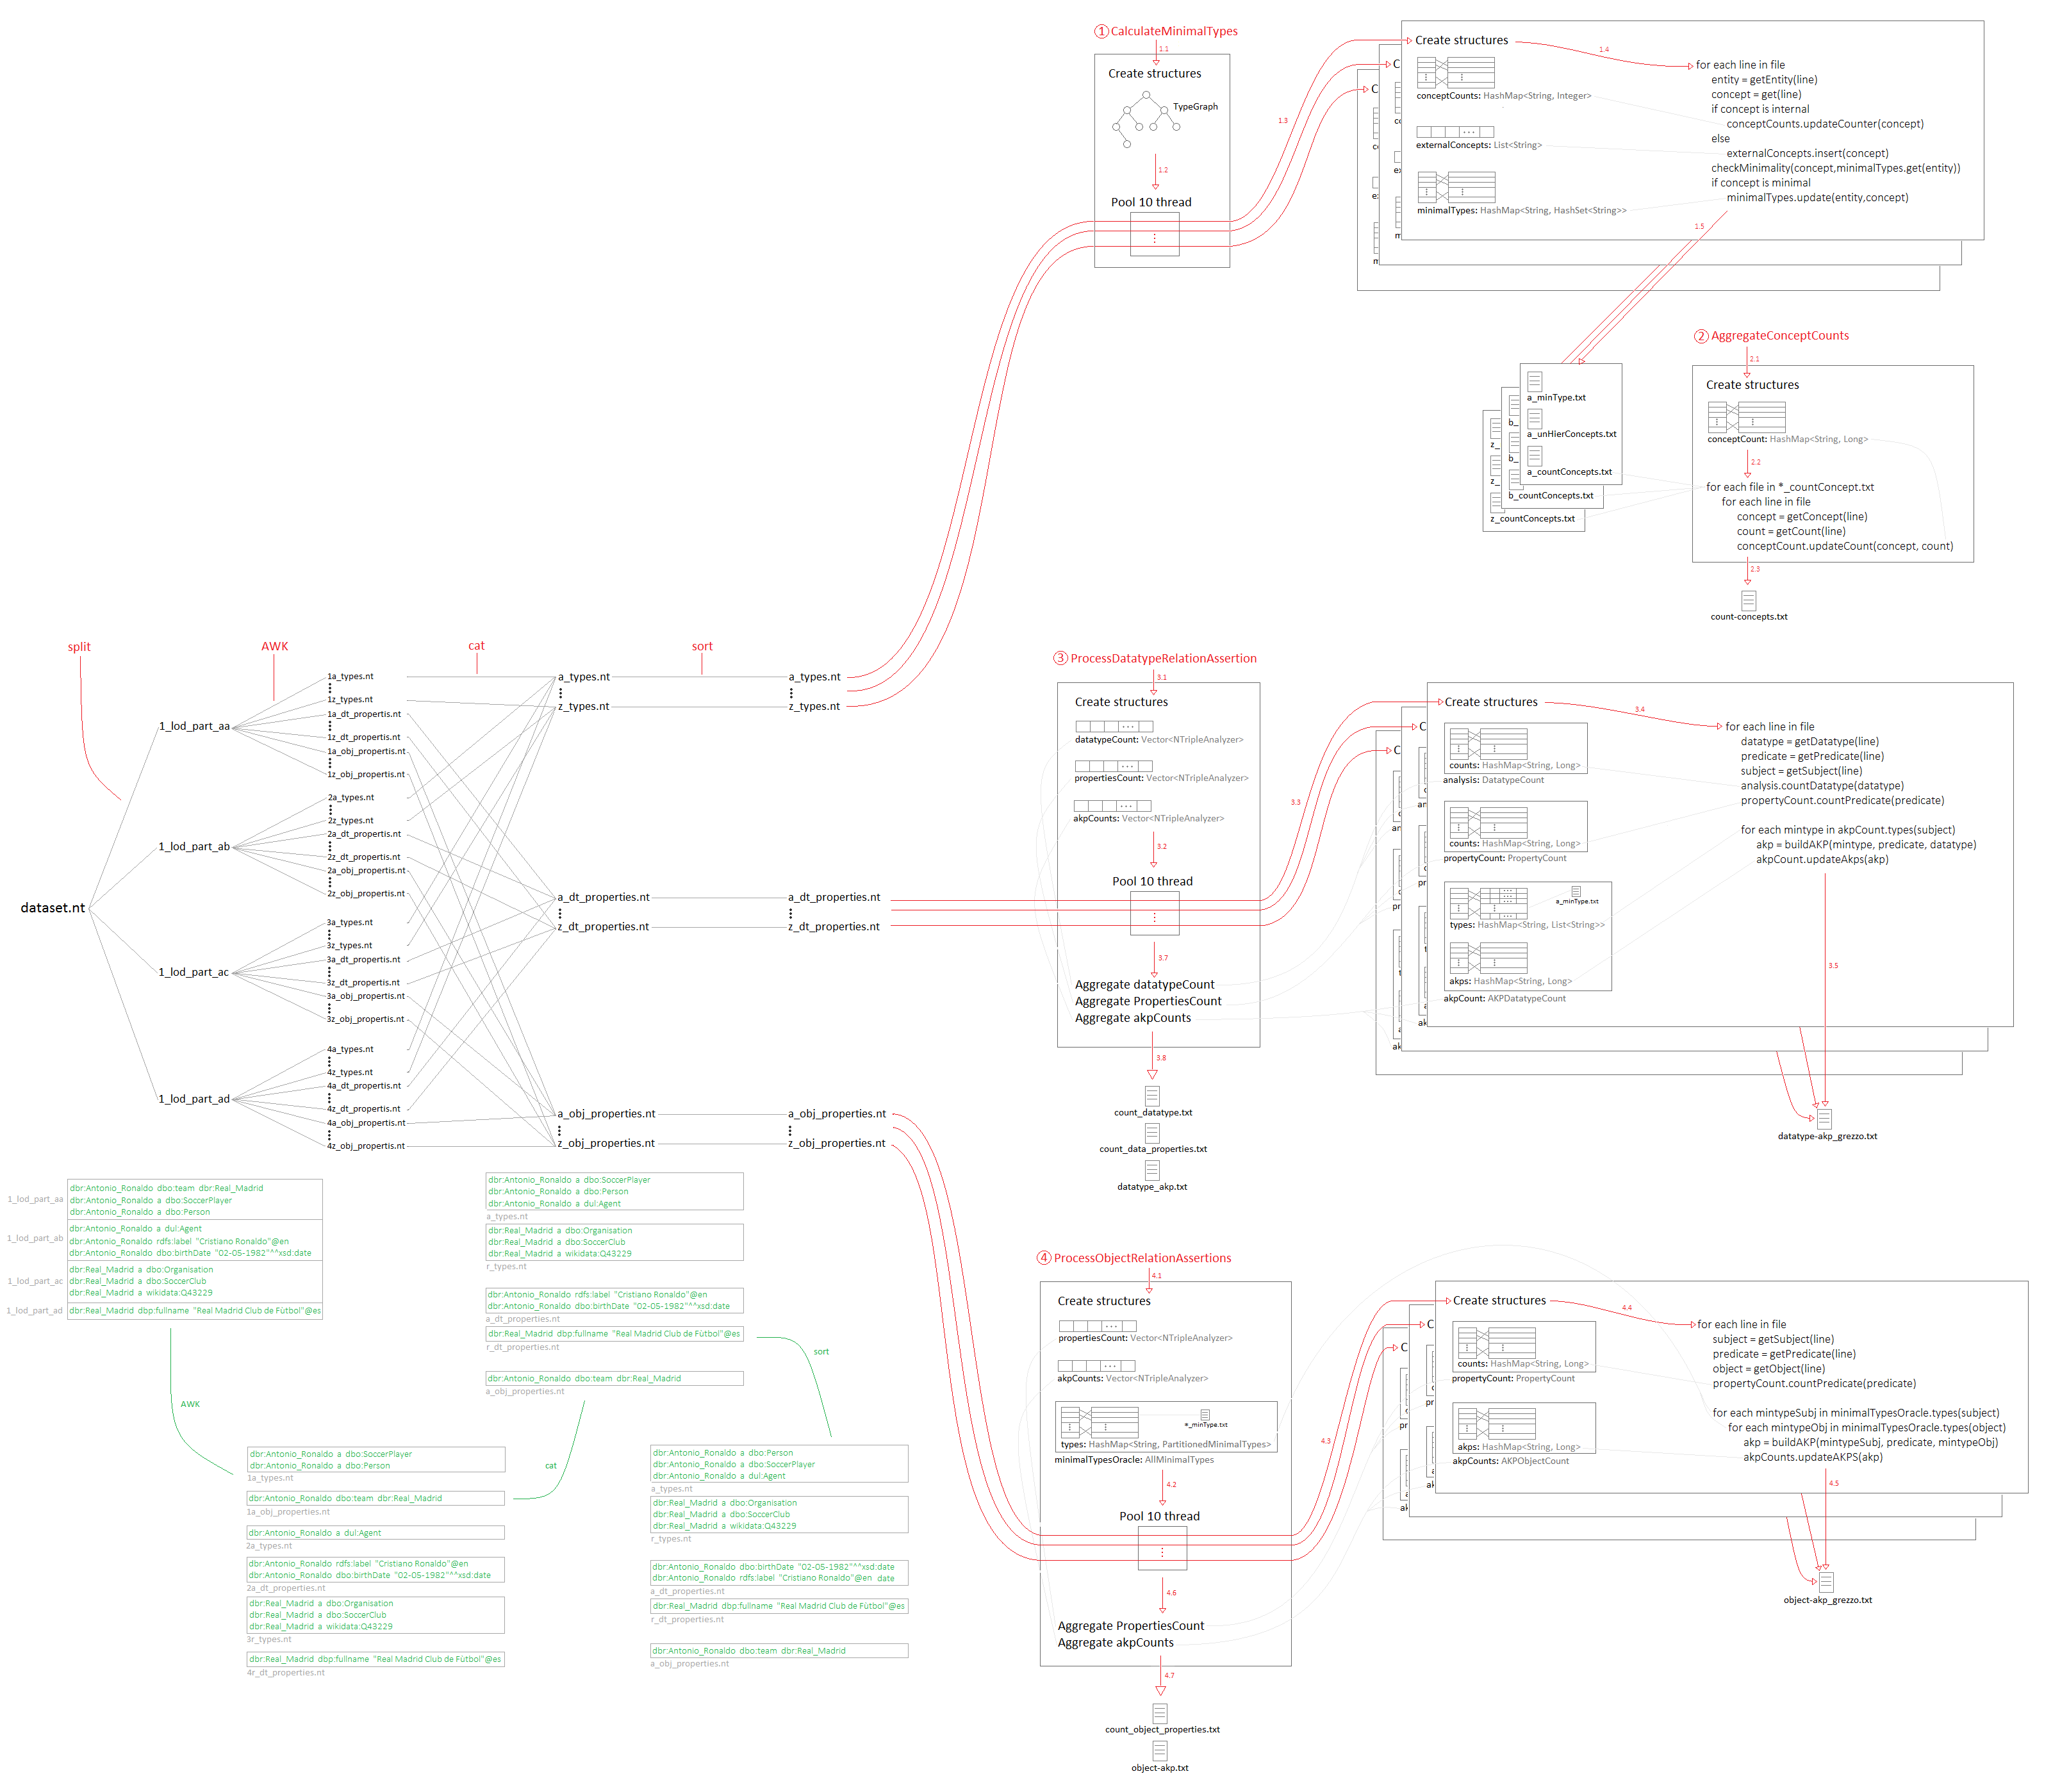 ① CalculateMinimalTypes
1.1
Create structures
TypeGraph
1.2
Pool 10 thread
1.3
Create structures
1.4
conceptCounts: HashMap<String, Integer>
externalConcepts: List<String>
minimalTypes: HashMap<String, HashSet<String>>
for each line in file
entity = getEntity(line)
concept = get(line)
if concept is internal
conceptCounts.updateCounter(concept)
else
externalConcepts.insert(concept)
checkMinimality(concept,minimalTypes.get(entity))
if concept is minimal
minimalTypes.update(entity,concept)
1.5
a_minType.txt
a_unHierConcepts.txt
a_countConcepts.txt
b_countConcepts.txt
z_countConcepts.txt
② AggregateConceptCounts
2.1
Create structures
conceptCount: HashMap<String, Long>
2.2
for each file in *_countConcept.txt
for each line in file
concept = getConcept(line)
count = getCount(line)
conceptCount.updateCount(concept, count)
2.3
count-concepts.txt
split
AWK
cat
sort
dataset.nt
1_lod_part_aa
1_lod_part_ab
1_lod_part_ac
1_lod_part_ad
1a_types.nt
1z_types.nt
1a_dt_propertis.nt
1z_dt_propertis.nt
1a_obj_propertis.nt
1z_obj_propertis.nt
2a_types.nt
2z_types.nt
2a_dt_propertis.nt
2z_dt_propertis.nt
2a_obj_propertis.nt
2z_obj_propertis.nt
3a_types.nt
3z_types.nt
3a_dt_propertis.nt
3z_dt_propertis.nt
3a_obj_propertis.nt
3z_obj_propertis.nt
4a_types.nt
4z_types.nt
4a_dt_propertis.nt
4z_dt_propertis.nt
4a_obj_propertis.nt
4z_obj_propertis.nt
a_types.nt
z_types.nt
a_dt_properties.nt
z_dt_properties.nt
a_obj_properties.nt
z_obj_properties.nt
a_types.nt
z_types.nt
a_dt_properties.nt
z_dt_properties.nt
a_obj_properties.nt
z_obj_properties.nt
③ ProcessDatatypeRelationAssertion
3.1
Create structures
datatypeCount: Vector<NTripleAnalyzer>
propertiesCount: Vector<NTripleAnalyzer>
akpCounts: Vector<NTripleAnalyzer>
3.2
Pool 10 thread
3.7
Aggregate datatypeCount
Aggregate PropertiesCount
Aggregate akpCounts
3.8
count_datatype.txt
count_data_properties.txt
datatype_akp.txt
3.3
Create structures
3.4
counts: HashMap<String, Long>
analysis: DatatypeCount
counts: HashMap<String, Long>
propertyCount: PropertyCount
a_minType.txt
types: HashMap<String, List<String>>
akps: HashMap<String, Long>
akpCount: AKPDatatypeCount
for each line in file
datatype = getDatatype(line)
predicate = getPredicate(line)
subject = getSubject(line)
analysis.countDatatype(datatype)
propertyCount.countPredicate(predicate)
for each mintype in akpCount.types(subject)
akp = buildAKP(mintype, predicate, datatype)
akpCount.updateAkps(akp)
3.5
datatype-akp_grezzo.txt
④ ProcessObjectRelationAssertions
4.1
Create structures
propertiesCount: Vector<NTripleAnalyzer>
akpCounts: Vector<NTripleAnalyzer>
*_minType.txt
types: HashMap<String, PartitionedMinimalTypes>
minimalTypesOracle: AllMinimalTypes
4.2
Pool 10 thread
4.6
Aggregate PropertiesCount
Aggregate akpCounts
4.7
count_object_properties.txt
object-akp.txt
4.3
Create structures
4.4
counts: HashMap<String, Long>
propertyCount: PropertyCount
akps: HashMap<String, Long>
akpCounts: AKPObjectCount
for each line in file
subject = getSubject(line)
predicate = getPredicate(line)
object = getObject(line)
propertyCount.countPredicate(predicate)
for each mintypeSubj in minimalTypesOracle.types(subject)
for each mintypeObj in minimalTypesOracle.types(object)
akp = buildAKP(mintypeSubj, predicate, mintypeObj)
akpCounts.updateAKPS(akp)
4.5
object-akp_grezzo.txt
1_lod_part_aa
dbr:Antonio_Ronaldo dbo:team dbr:Real_Madrid
dbr:Antonio_Ronaldo a dbo:SoccerPlayer
dbr:Antonio_Ronaldo a dbo:Person
1_lod_part_ab
dbr:Antonio_Ronaldo a dul:Agent
dbr:Antonio_Ronaldo rdfs:label "Cristiano Ronaldo"@en
dbr:Antonio_Ronaldo dbo:birthDate "02-05-1982"^^xsd:date
1_lod_part_ac
dbr:Real_Madrid a dbo:Organisation
dbr:Real_Madrid a dbo:SoccerClub
dbr:Real_Madrid a wikidata:Q43229
1_lod_part_ad
dbr:Real_Madrid dbp:fullname "Real Madrid Club de Fùtbol"@es
AWK
dbr:Antonio_Ronaldo a dbo:SoccerPlayer
dbr:Antonio_Ronaldo a dbo:Person
1a_types.nt
dbr:Antonio_Ronaldo dbo:team dbr:Real_Madrid
1a_obj_properties.nt
dbr:Antonio_Ronaldo a dul:Agent
2a_types.nt
dbr:Antonio_Ronaldo rdfs:label "Cristiano Ronaldo"@en
dbr:Antonio_Ronaldo dbo:birthDate "02-05-1982"^^xsd:date
2a_dt_properties.nt
dbr:Real_Madrid a dbo:Organisation
dbr:Real_Madrid a dbo:SoccerClub
dbr:Real_Madrid a wikidata:Q43229
3r_types.nt
dbr:Real_Madrid dbp:fullname "Real Madrid Club de Fùtbol"@es
4r_dt_properties.nt
cat
dbr:Antonio_Ronaldo a dbo:SoccerPlayer
dbr:Antonio_Ronaldo a dbo:Person
dbr:Antonio_Ronaldo a dul:Agent
a_types.nt
dbr:Real_Madrid a dbo:Organisation
dbr:Real_Madrid a dbo:SoccerClub
dbr:Real_Madrid a wikidata:Q43229
r_types.nt
dbr:Antonio_Ronaldo rdfs:label "Cristiano Ronaldo"@en
dbr:Antonio_Ronaldo dbo:birthDate "02-05-1982"^^xsd:date
a_dt_properties.nt
dbr:Real_Madrid dbp:fullname "Real Madrid Club de Fùtbol"@es
r_dt_properties.nt
dbr:Antonio_Ronaldo dbo:team dbr:Real_Madrid
a_obj_properties.nt
sort
dbr:Antonio_Ronaldo a dbo:Person
dbr:Antonio_Ronaldo a dbo:SoccerPlayer
dbr:Antonio_Ronaldo a dul:Agent
a_types.nt
dbr:Real_Madrid a dbo:Organisation
dbr:Real_Madrid a dbo:SoccerClub
dbr:Real_Madrid a wikidata:Q43229
r_types.nt
dbr:Antonio_Ronaldo dbo:birthDate "02-05-1982"^^xsd:date
dbr:Antonio_Ronaldo rdfs:label "Cristiano Ronaldo"@en date
a_dt_properties.nt
dbr:Real_Madrid dbp:fullname "Real Madrid Club de Fùtbol"@es
r_dt_properties.nt
dbr:Antonio_Ronaldo dbo:team dbr:Real_Madrid
a_obj_properties.nt